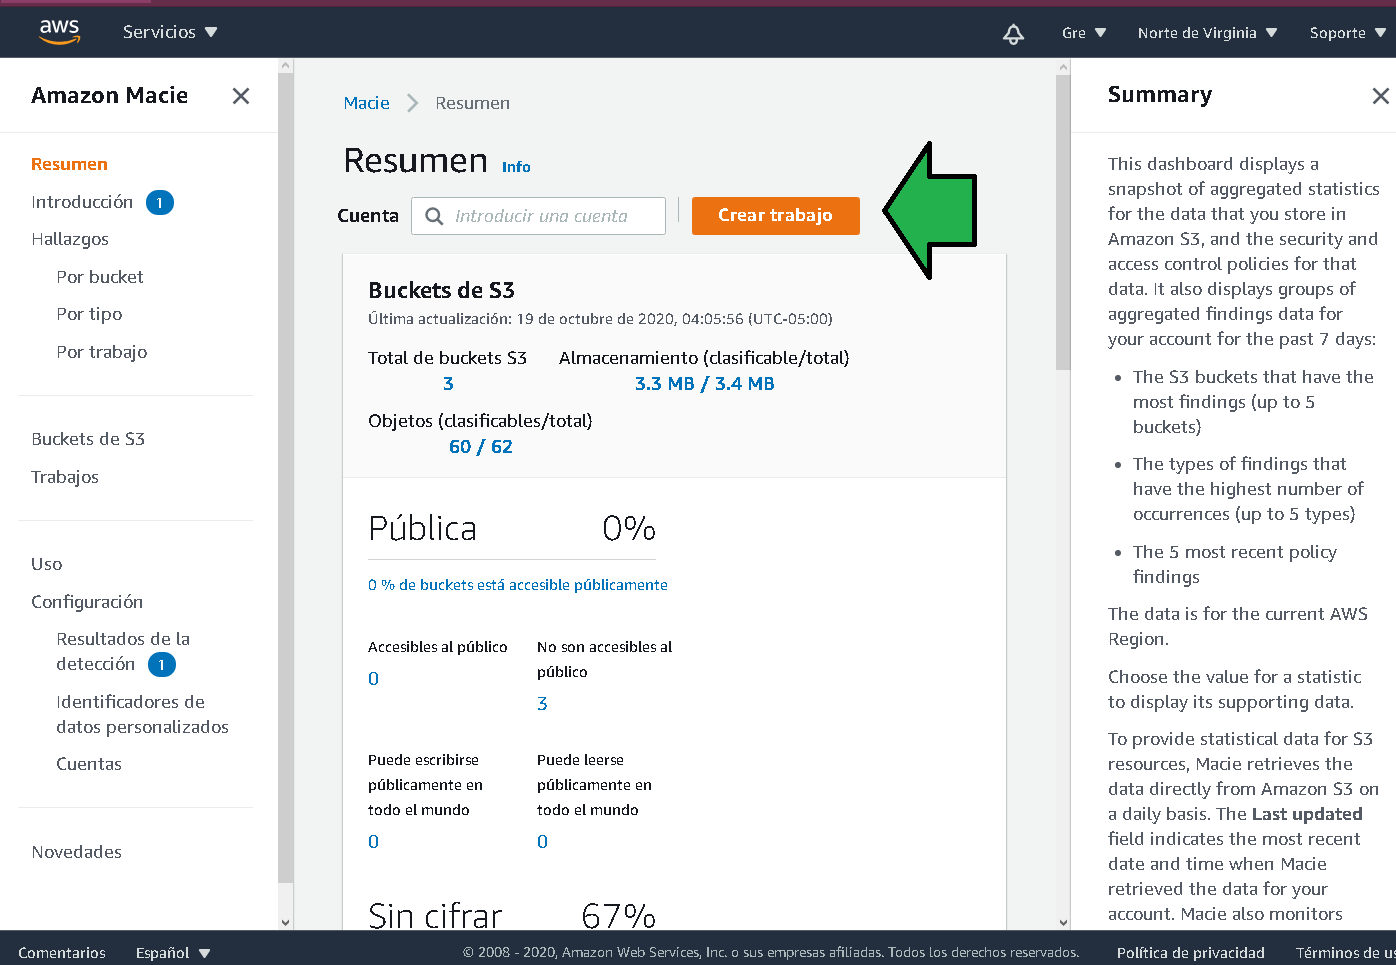 aws
Servicios
Gre
Norte de Virginia
Soporte
Amazon Macie
Resumen
Introducción 1
Hallazgos
Por bucket
Por tipo
Por trabajo
Buckets de S3
Trabajos
Uso
Configuración
Resultados de la
detección 1
Identificadores de
datos personalizados
Cuentas
Novedades
Macie
Resumen
Resumen Info
Cuenta
Introducir una cuenta
Crear trabajo
Buckets de S3
Última actualización: 19 de octubre de 2020, 04:05:56 (UTC-05:00)
Total de buckets S3
3
Almacenamiento (clasificable/total)
3.3 MB / 3.4 MB
Objetos (clasificables/total)
60 / 62
Pública 0%
0 % de buckets está accesible públicamente
Accesibles al público
0
No son accesibles al
público
3
Puede escribirse
públicamente en
todo el mundo
0
Puede leerse
públicamente en
todo el mundo
0
Sin cifrar 67%
Summary
This dashboard displays a
snapshot of aggregated statistics
for the data that you store in
Amazon S3, and the security and
access control policies for that
data. It also displays groups of
aggregated findings data for
your account for the past 7 days:
• The S3 buckets that have the
most findings (up to 5
buckets)
• The types of findings that
have the highest number of
occurrences (up to 5 types)
• The 5 most recent policy
findings
The data is for the current AWS
Region.
Choose the value for a statistic
to display its supporting data.
To provide statistical data for S3
resources, Macie retrieves the
data directly from Amazon S3 on
a daily basis. The Last updated
field indicates the most recent
date and time when Macie
retrieved the data for your
account. Macie also monitors
Comentarios
Español
© 2008 - 2020, Amazon Web Services, Inc. o sus empresas afiliadas. Todos los derechos reservados.
Política de privacidad
Términos de u